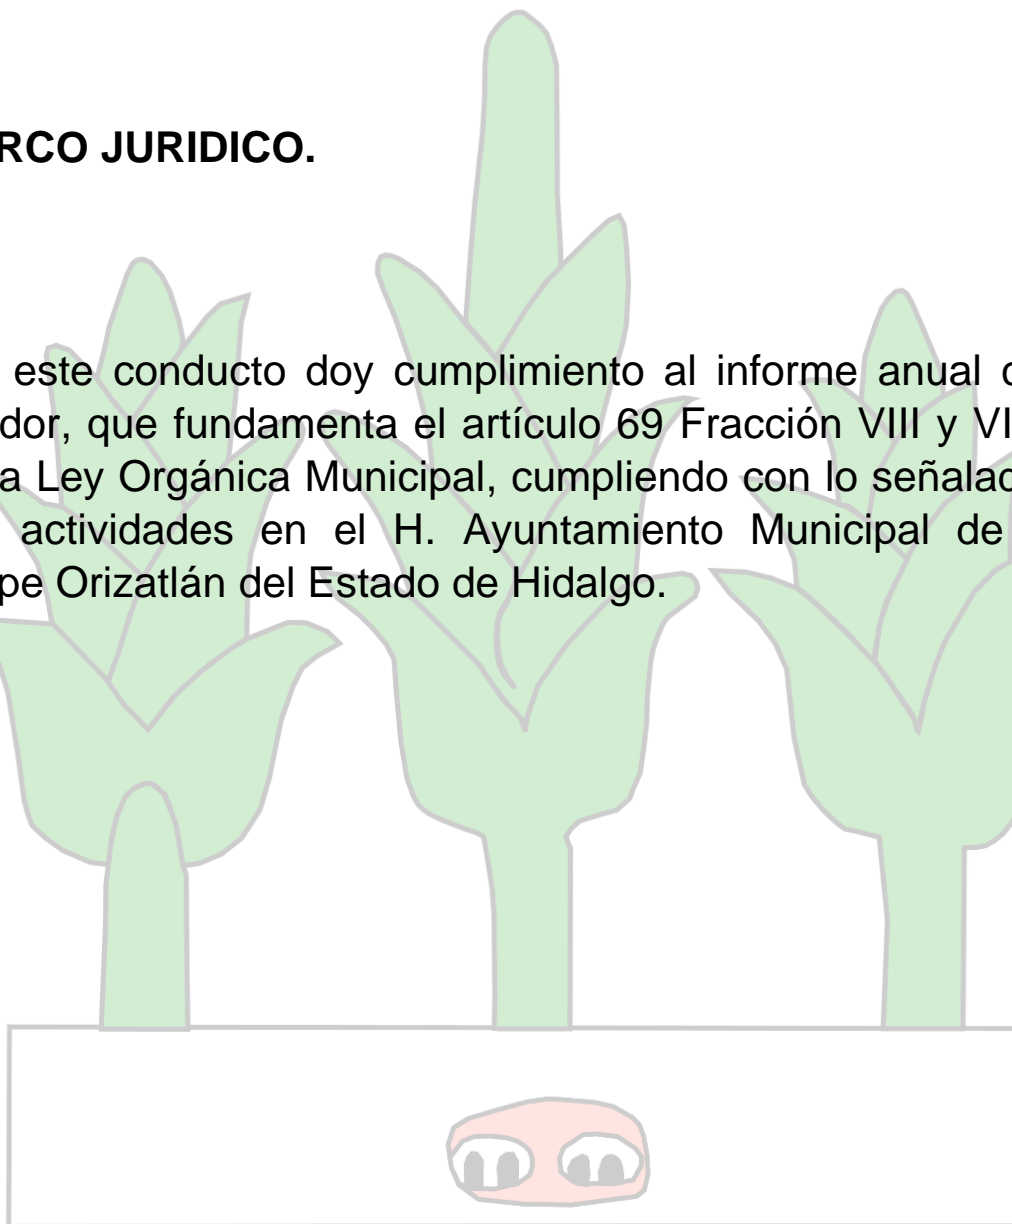 RCO JURIDICO.
este conducto doy cumplimiento al informe anual
dor, que fundamenta el artículo 69 Fracción VIII y VI
a Ley Orgánica Municipal, cumpliendo con lo señalad
actividades en el H. Ayuntamiento Municipal de
pe Orizatlán del Estado de Hidalgo.